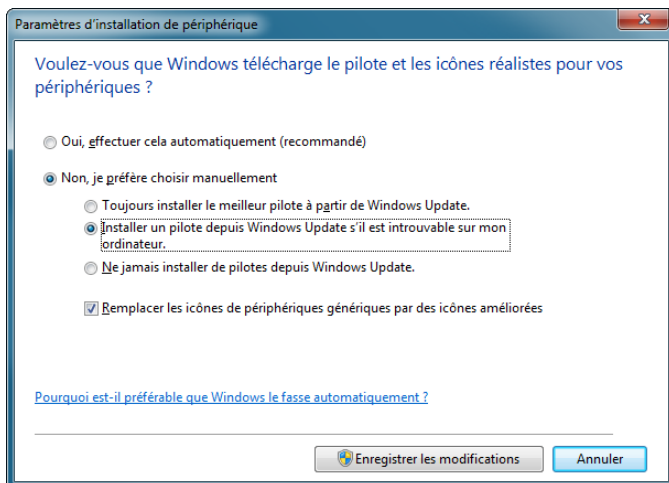 Paramètres d'installation de périphérique
Voulez-vous que Windows télécharge le pilote et les icônes réalistes pour vos
périphériques ?
Oui, effectuer cela automatiquement (recommandé)
Non, je préfère choisir manuellement
Toujours installer le meilleur pilote à partir de Windows Update.
Installer un pilote depuis Windows Update s'il est introuvable sur mon
ordinateur.
Ne jamais installer de pilotes depuis Windows Update.
Remplacer les icônes de périphériques génériques par des icônes améliorées
Pourquoi est-il préférable que Windows le fasse automatiquement ?
Enregistrer les modifications
Annuler